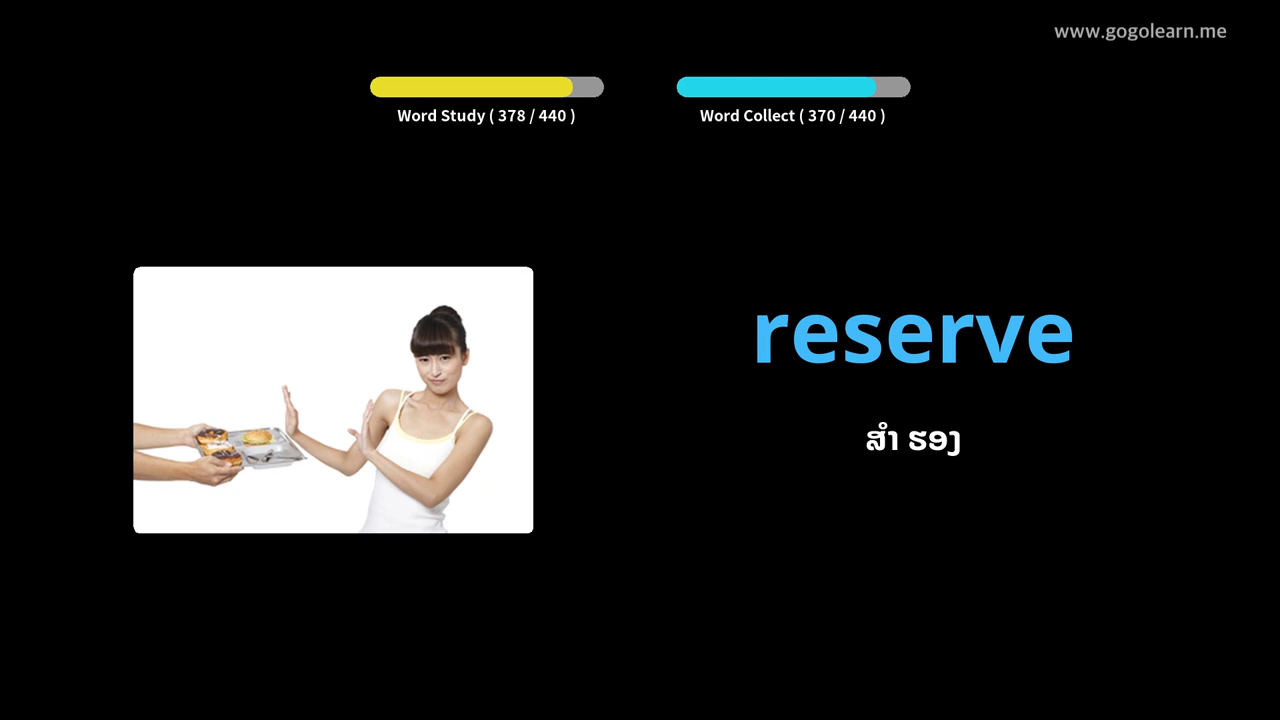 www.gogolearn.me
Word Study ( 378 / 440 )
Word Collect ( 370 / 440 )
reserve
ສຳ ຮອງ